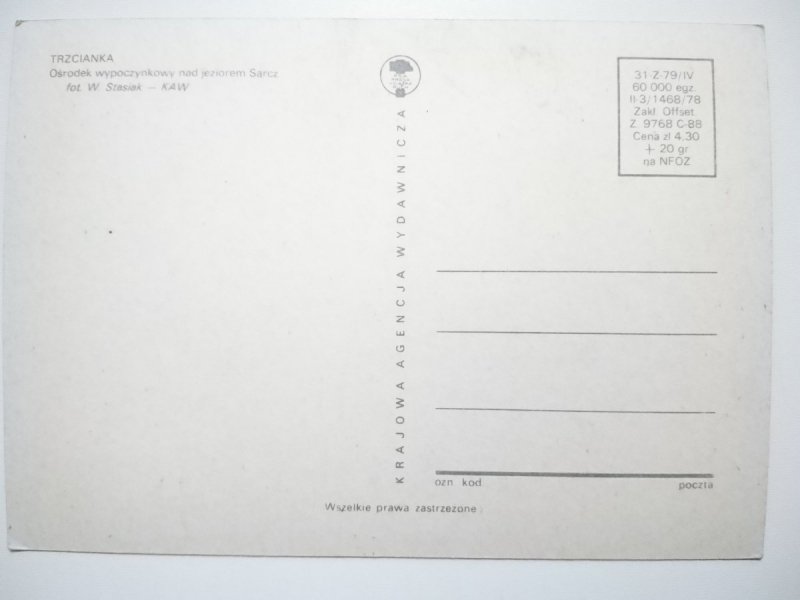 TRZCIANKA
Ośrodek wypoczynkowy nad jeziorem Sarcz
fot. W. Stasiak — KAW
KRAJOWA AGENCJA WYDAWNICZA
31-Z-79/IV
60 000 egz.
II-3/1468/78
Zakł. Offset.
Z. 9768 C-88
Cena zł 4,30
+ 20 gr
na NFOZ
ozn kod poczta
Wszelkie prawa zastrzeżone